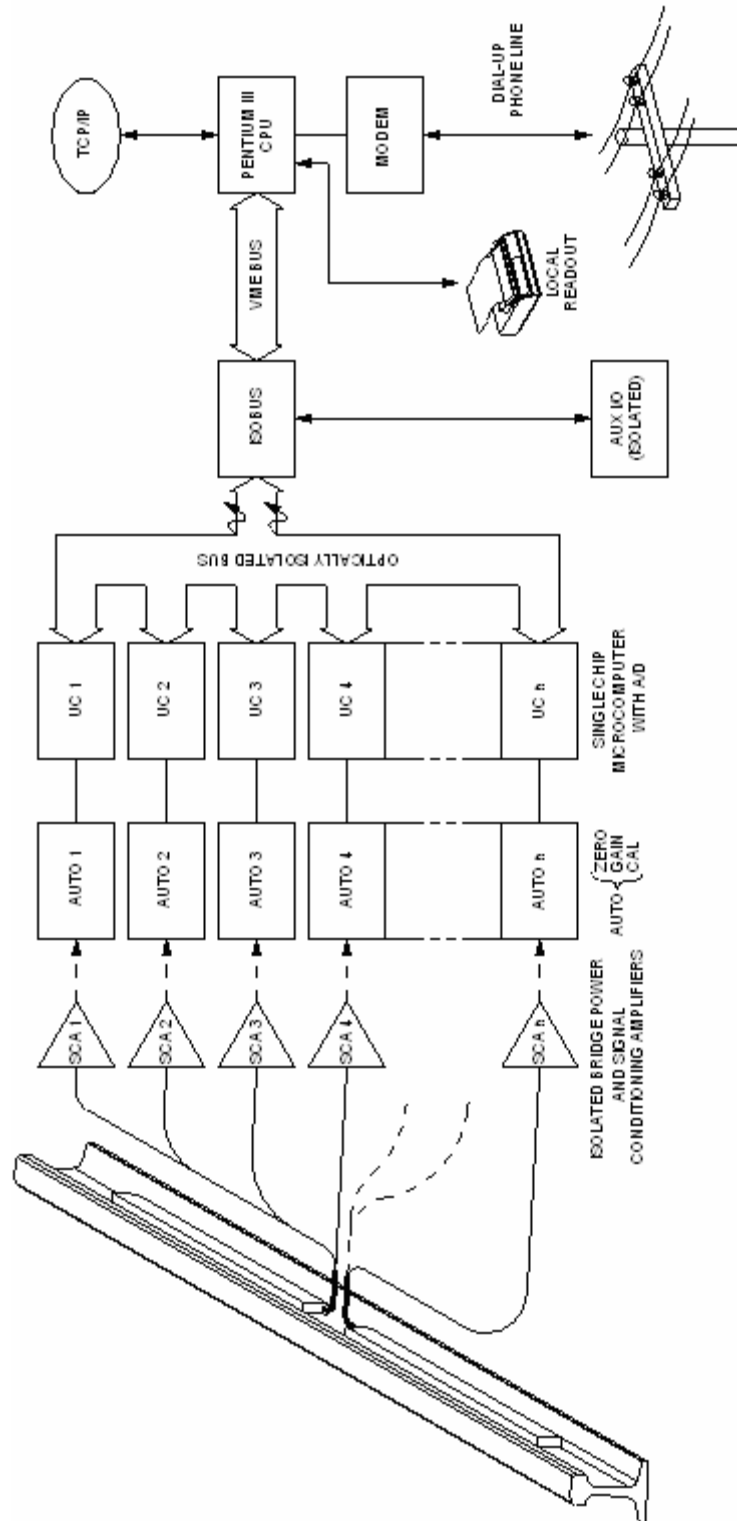 TCP/IP
PENTIUM III
CPU
MODEM
DIAL-UP
PHONE LINE
VME BUS
LOCAL
READOUT
ISOBUS
AUX I/O
(ISOLATED)
OPTICALLY ISOLATED BUS
UC 1
UC 2
UC 3
UC 4
UC n
SINGLE CHIP
MICROCOMPUTER
WITH A/D
AUTO 1
AUTO 2
AUTO 3
AUTO 4
AUTO n
AUTO { ZERO
GAIN
CAL
SCA 1
SCA 2
SCA 3
SCA 4
SCA n
ISOLATED BRIDGE POWER
AND SIGNAL
CONDITIONING AMPLIFIERS